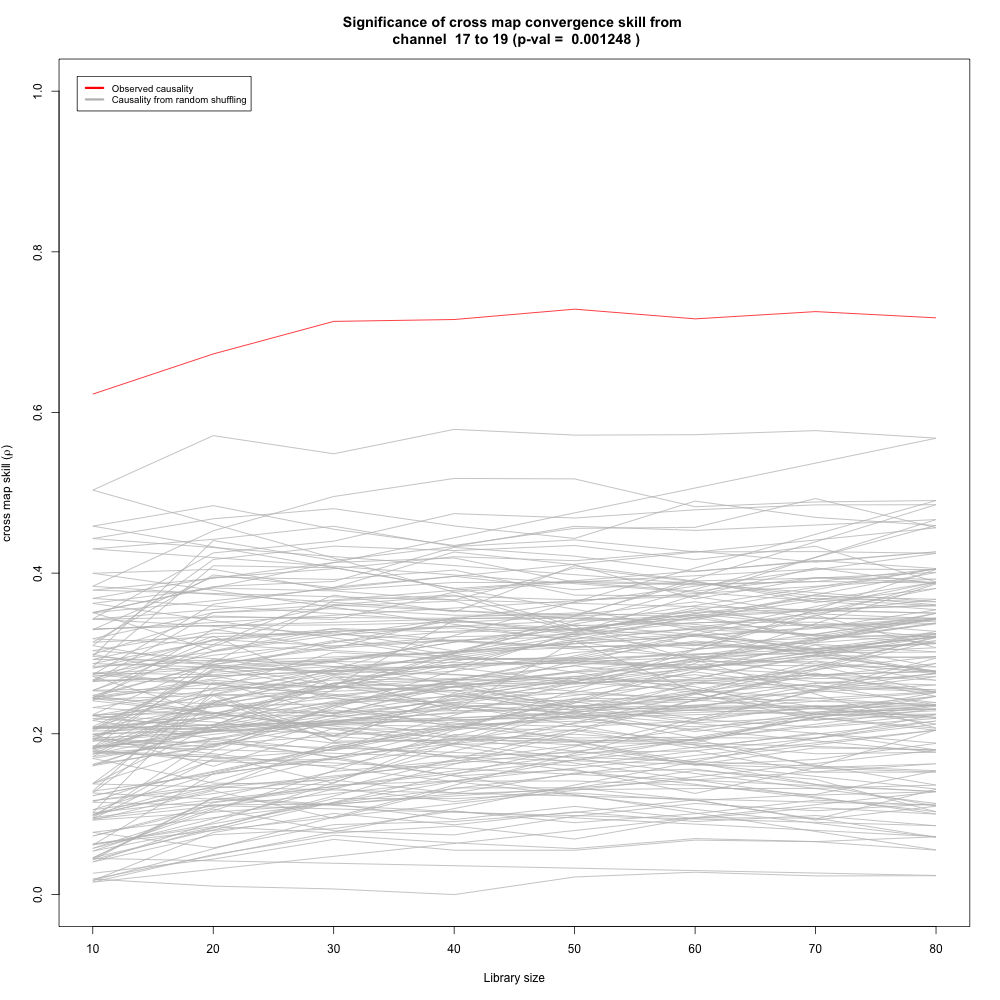 Significance of cross map convergence skill from
channel  17 to 19 (p-val =  0.001248 )
Observed causality
Causality from random shuffling
1.0
0.8
0.6
0.4
0.2
0.0
cross map skill (ρ)
10 20 30 40 50 60 70 80
Library size